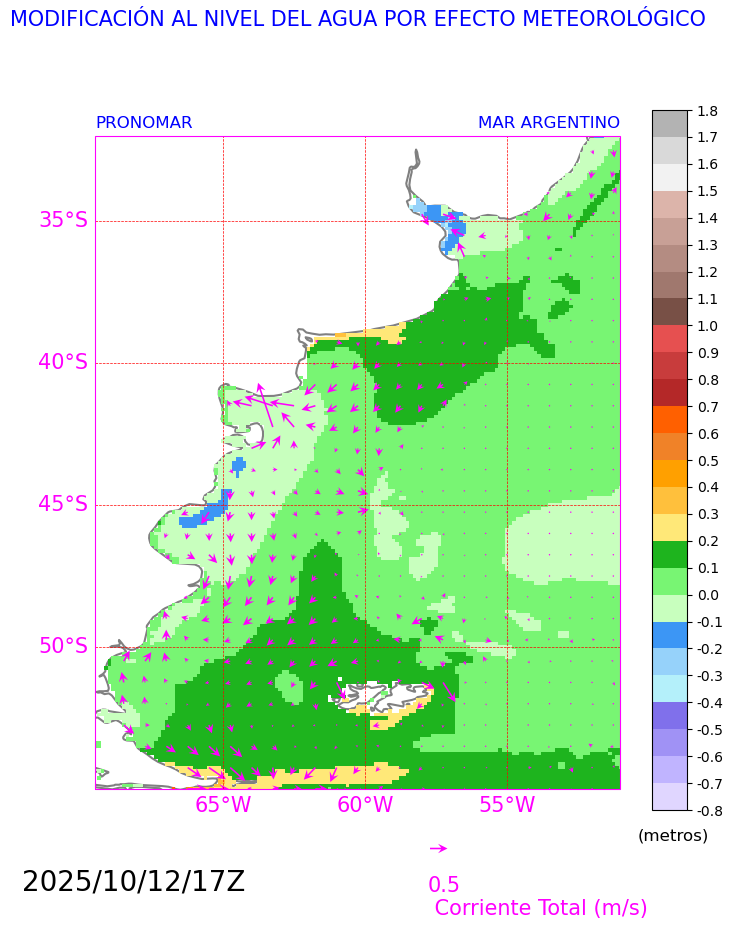 MODIFICACIÓN AL NIVEL DEL AGUA POR EFECTO METEOROLÓGICO
PRONOMAR MAR ARGENTINO
35°S
40°S
45°S
50°S
65°W 60°W 55°W
1.8
1.7
1.6
1.5
1.4
1.3
1.2
1.1
1.0
0.9
0.8
0.7
0.6
0.5
0.4
0.3
0.2
0.1
0.0
-0.1
-0.2
-0.3
-0.4
-0.5
-0.6
-0.7
-0.8
(metros)
2025/10/12/17Z
0.5
Corriente Total (m/s)